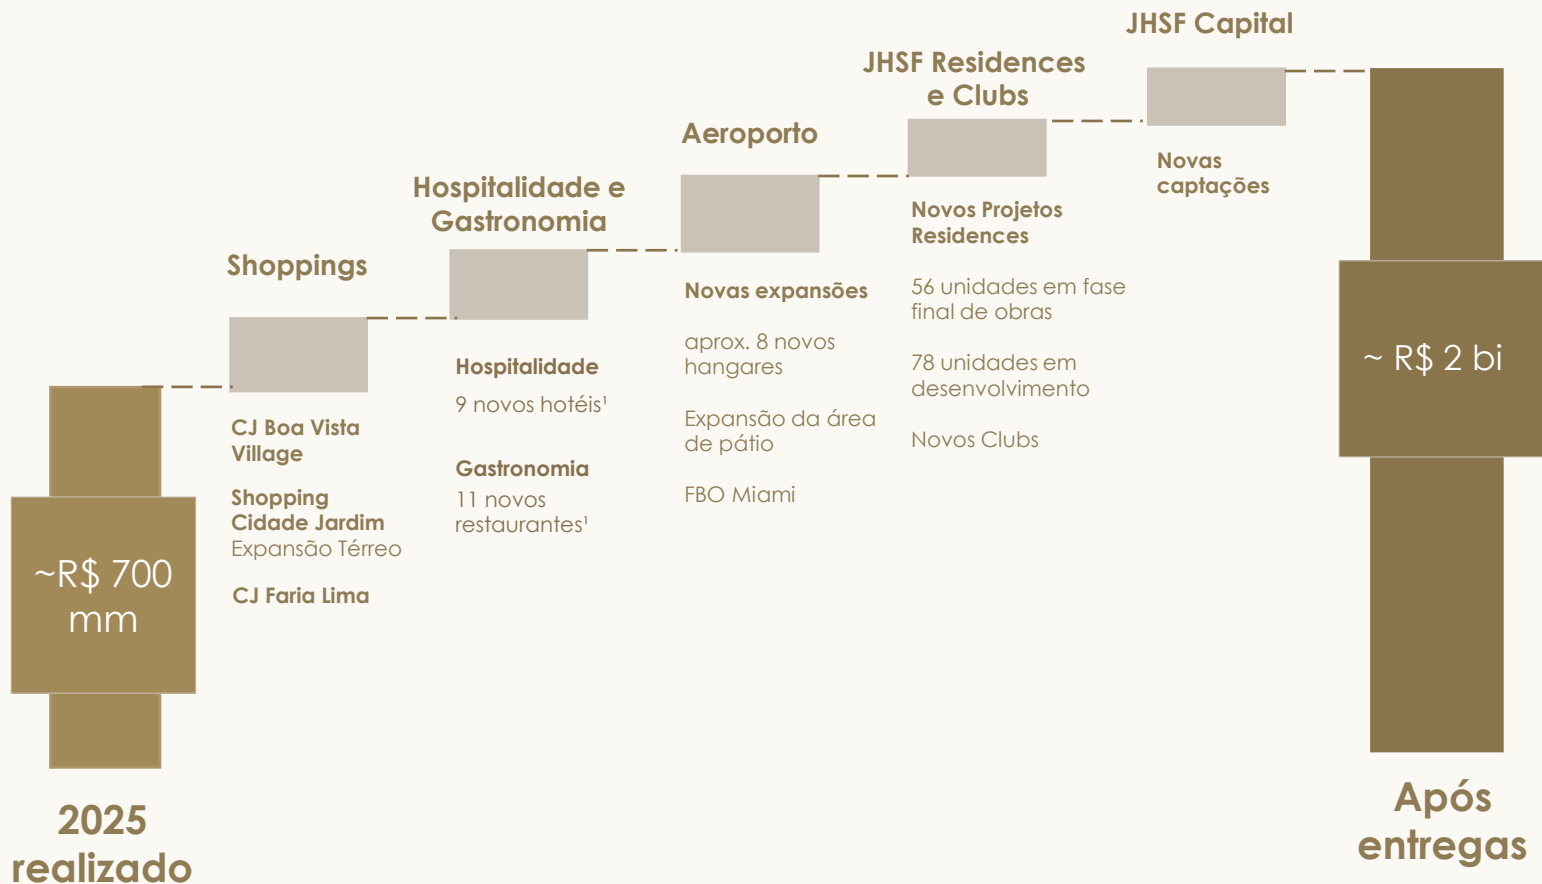 ~R$ 700
mm
2025
realizado
Shoppings
CJ Boa Vista
Village
Shopping
Cidade Jardim
Expansão Térreo
CJ Faria Lima
Hospitalidade e
Gastronomia
Hospitalidade
9 novos hotéis¹
Gastronomia
11 novos
restaurantes¹
Aeroporto
Novas expansões
aprox. 8 novos
hangares
Expansão da área
de pátio
FBO Miami
JHSF Residences
e Clubs
Novos Projetos
Residences
56 unidades em fase
final de obras
78 unidades em
desenvolvimento
Novos Clubs
JHSF Capital
Novas
captações
~ R$ 2 bi
Após
entregas